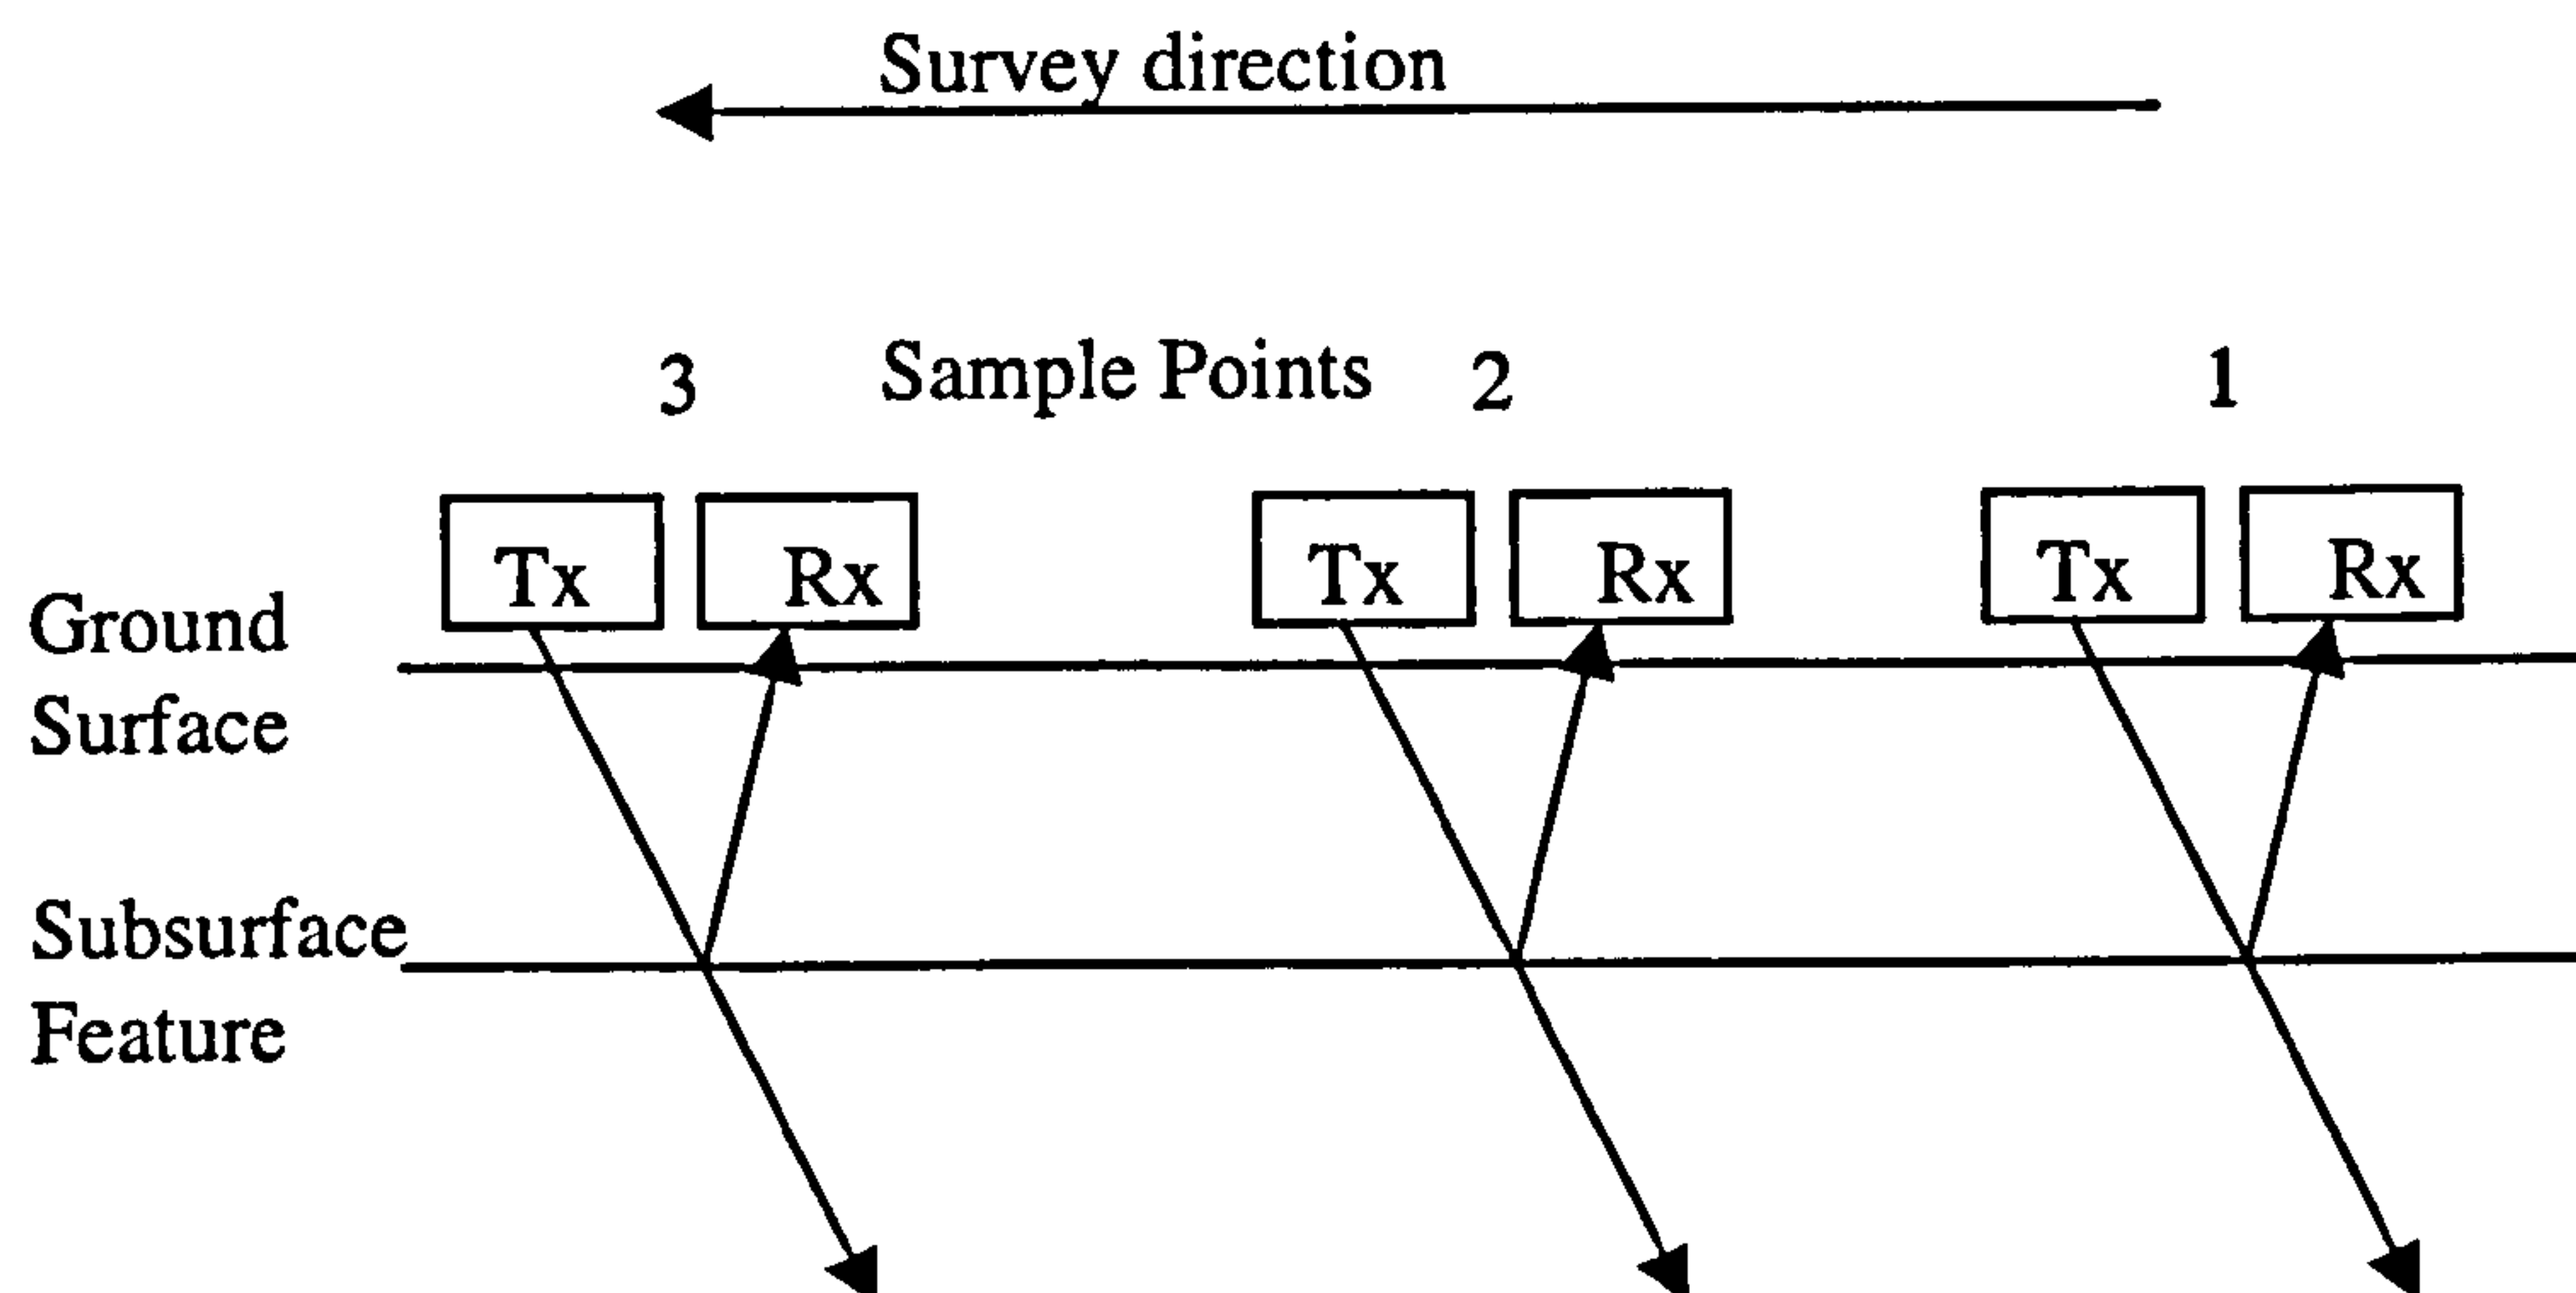 Survey direction
3 Sample Points 2 1
Tx Rx Tx Rx Tx Rx
Ground
Surface
Subsurface
Feature